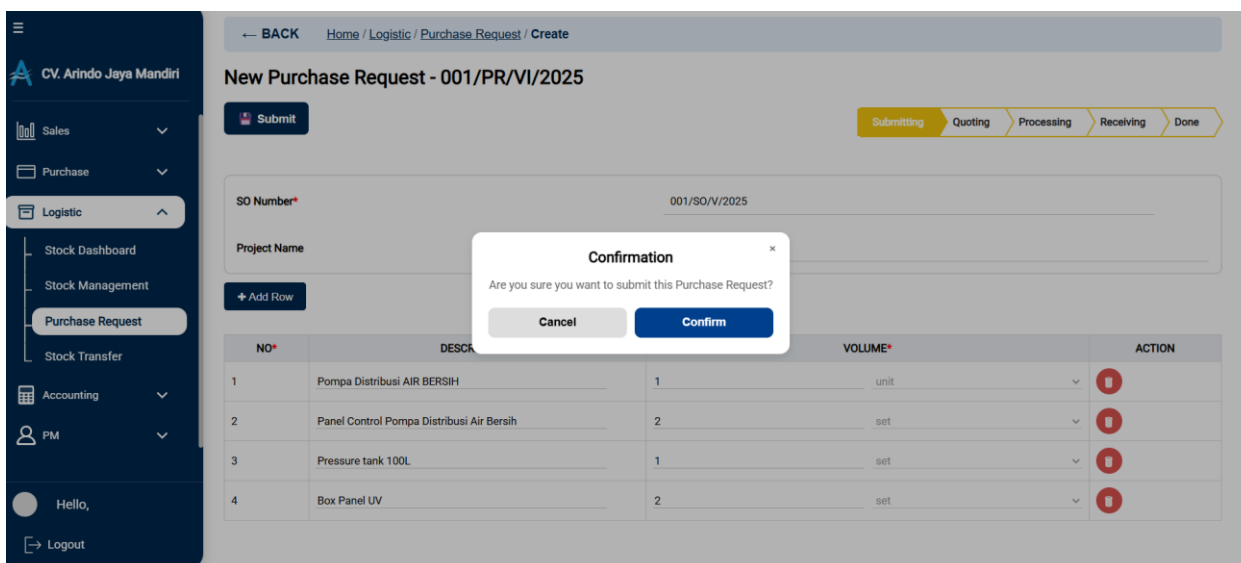 ← BACK Home / Logistic / Purchase Request / Create
CV. Arindo Jaya Mandiri
New Purchase Request - 001/PR/VI/2025
Submit
Submitting Quoting Processing Receiving Done
Sales
Purchase
Logistic
Stock Dashboard
Stock Management
Purchase Request
Stock Transfer
Accounting
PM
Hello,
Logout
SO Number* 001/SO/V/2025
Project Name
Confirmation ×
Are you sure you want to submit this Purchase Request?
Cancel Confirm
+ Add Row
NO* DESCR VOLUME* ACTION
1 Pompa Distribusi AIR BERSIH 1 unit
2 Panel Control Pompa Distribusi Air Bersih 2 set
3 Pressure tank 100L 1 set
4 Box Panel UV 2 set